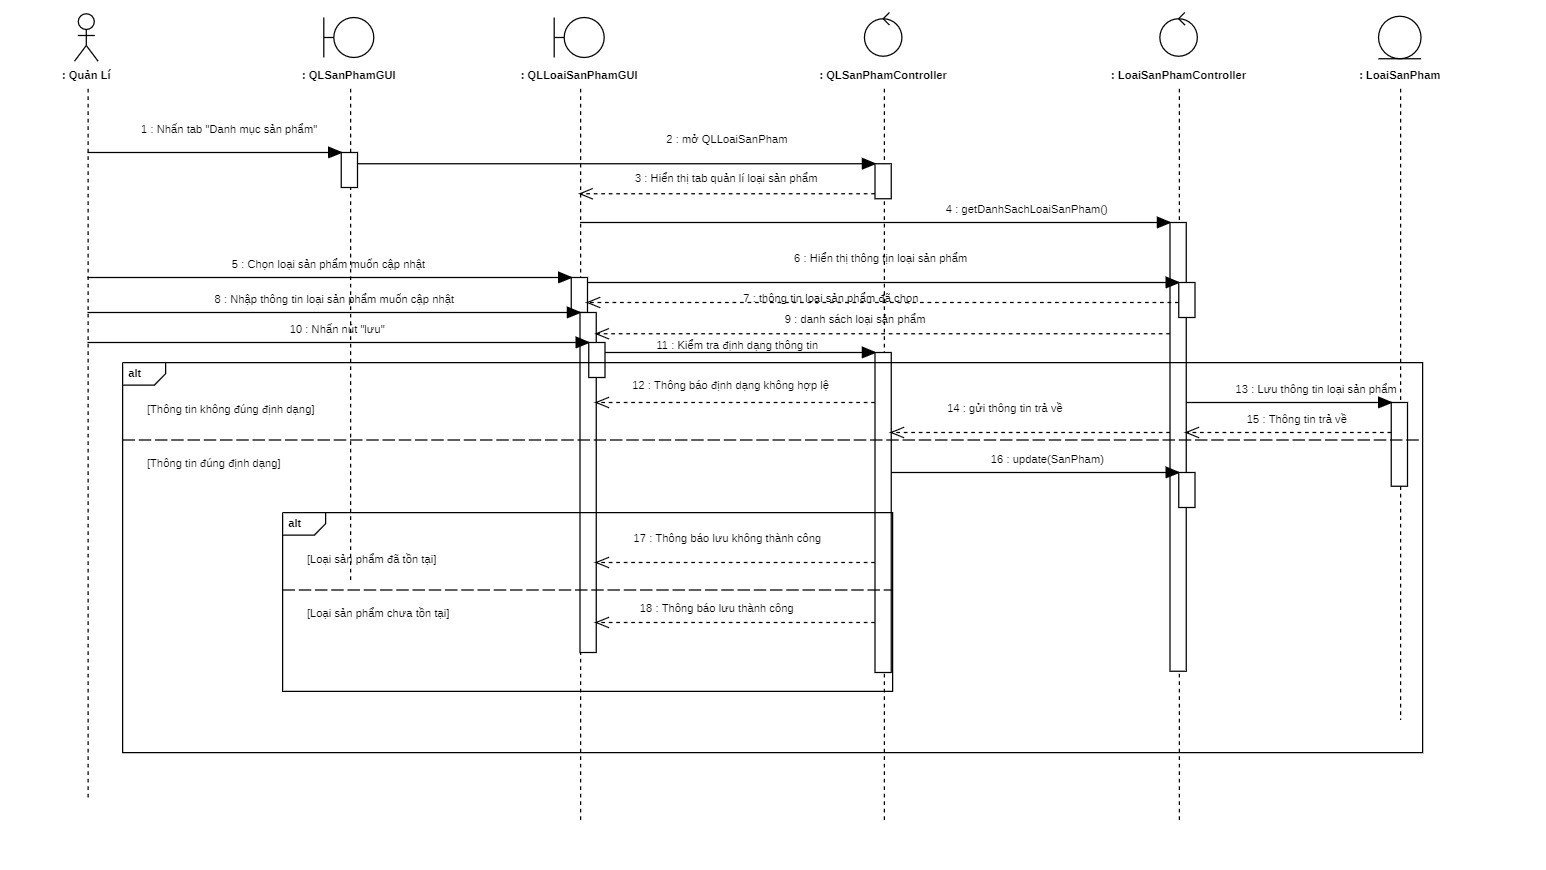 : Quản Lí
: QLSanPhamGUI
: QLLoaiSanPhamGUI
: QLSanPhamController
: LoaiSanPhamController
: LoaiSanPham
1 : Nhấn tab "Danh mục sản phẩm"
2 : mở QLLoaiSanPham
3 : Hiển thị tab quản lí loại sản phẩm
4 : getDanhSachLoaiSanPham()
5 : Chọn loại sản phẩm muốn cập nhật
6 : Hiển thị thông tin loại sản phẩm
7 : thông tin loại sản phẩm đã chọn
8 : Nhập thông tin loại sản phẩm muốn cập nhật
9 : danh sách loại sản phẩm
10 : Nhấn nút "lưu"
11 : Kiểm tra định dạng thông tin
alt
12 : Thông báo định dạng không hợp lệ
13 : Lưu thông tin loại sản phẩm
[Thông tin không đúng định dạng]
14 : gửi thông tin trả về
15 : Thông tin trả về
[Thông tin đúng định dạng]
16 : update(SanPham)
alt
17 : Thông báo lưu không thành công
[Loại sản phẩm đã tồn tại]
18 : Thông báo lưu thành công
[Loại sản phẩm chưa tồn tại]